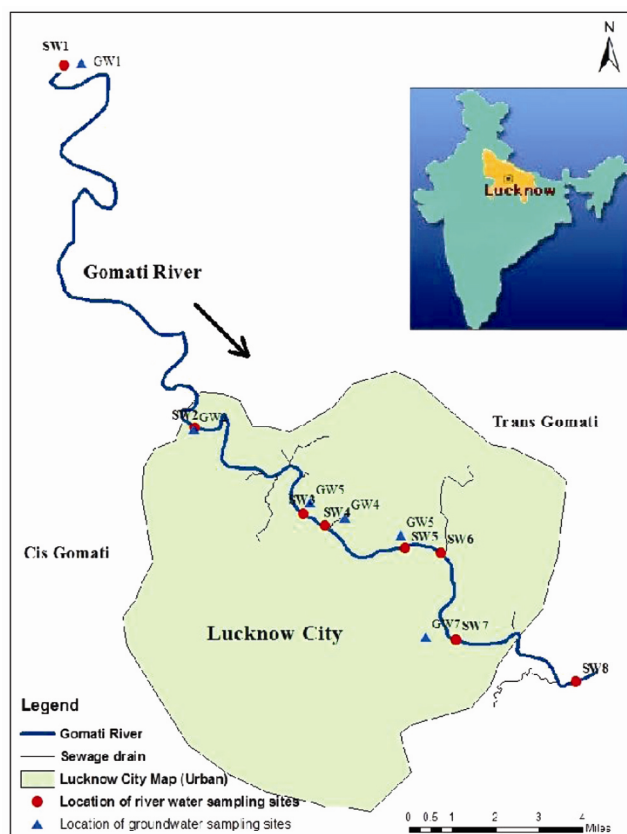 N
SW1
GW1
Lucknow
Gomati River
Trans Gomati
SW2
GW5
SW3
GW4
SW4
GW5
SW5
SW6
Cis Gomati
Lucknow City
GW7
SW7
SW8
Legend
Gomati River
Sewage drain
Lucknow City Map (Urban)
Location of river water sampling sites
Location of groundwater sampling sites
0 0.5 1 2 3 4
Miles